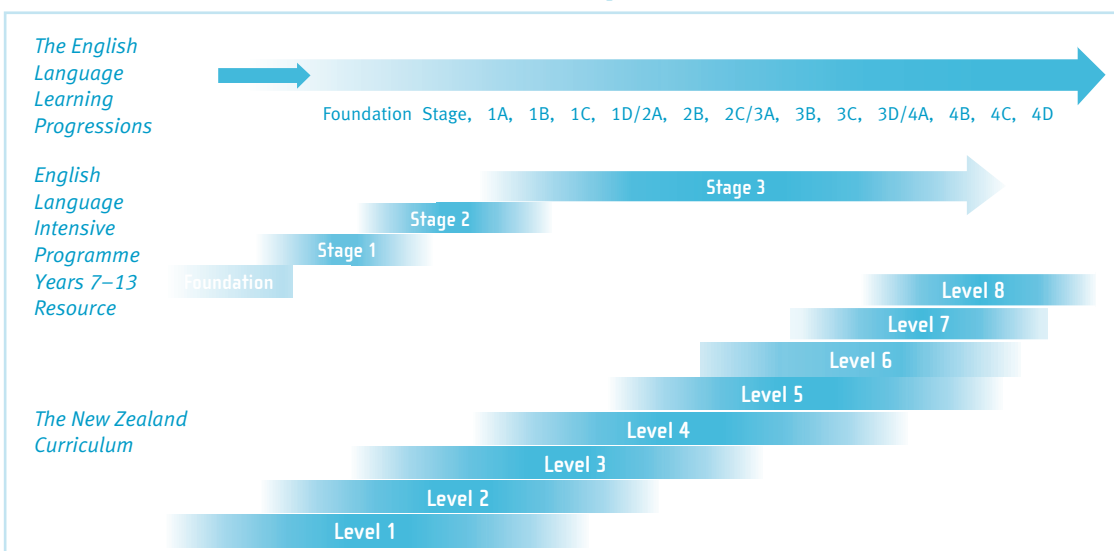 The English
Language
Learning
Progressions
Foundation Stage, 1A, 1B, 1C, 1D/2A, 2B, 2C/3A, 3B, 3C, 3D/4A, 4B, 4C, 4D
English
Language
Intensive
Programme
Years 7–13
Resource
Stage 3
Stage 2
Stage 1
Foundation
Level 8
Level 7
Level 6
Level 5
The New Zealand
Curriculum
Level 4
Level 3
Level 2
Level 1